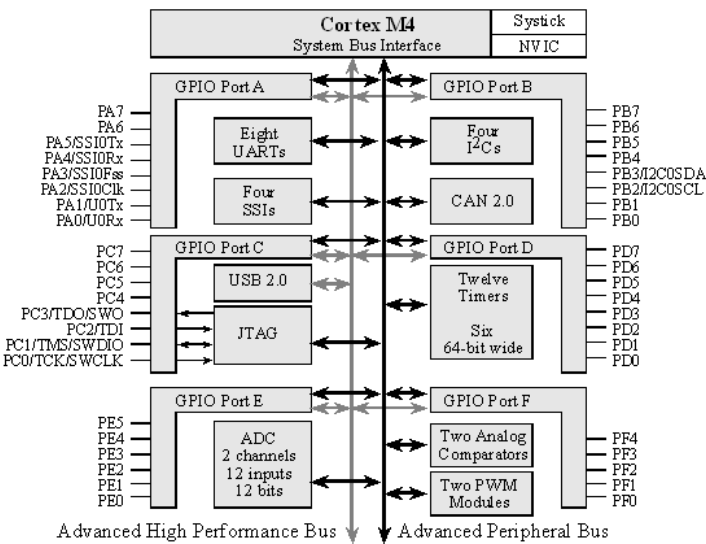 Cortex M4
System Bus Interface
Systick
NVIC
GPIO Port A
PA7
PA6
PA5/SSI0Tx
PA4/SSI0Rx
PA3/SSI0Fss
PA2/SSI0Clk
PA1/U0Tx
PA0/U0Rx
Eight
UARTs
Four
SSIs
GPIO Port B
Four
I2Cs
CAN 2.0
PB7
PB6
PB5
PB4
PB3/I2C0SDA
PB2/I2C0SCL
PB1
PB0
GPIO Port C
PC7
PC6
PC5
PC4
PC3/TDO/SWO
PC2/TDI
PC1/TMS/SWDIO
PC0/TCK/SWCLK
USB 2.0
JTAG
GPIO Port D
Twelve
Timers
Six
64-bit wide
PD7
PD6
PD5
PD4
PD3
PD2
PD1
PD0
GPIO Port E
PE5
PE4
PE3
PE2
PE1
PE0
ADC
2 channels
12 inputs
12 bits
GPIO Port F
Two Analog
Comparators
Two PWM
Modules
PF4
PF3
PF2
PF1
PF0
Advanced High Performance Bus
Advanced Peripheral Bus